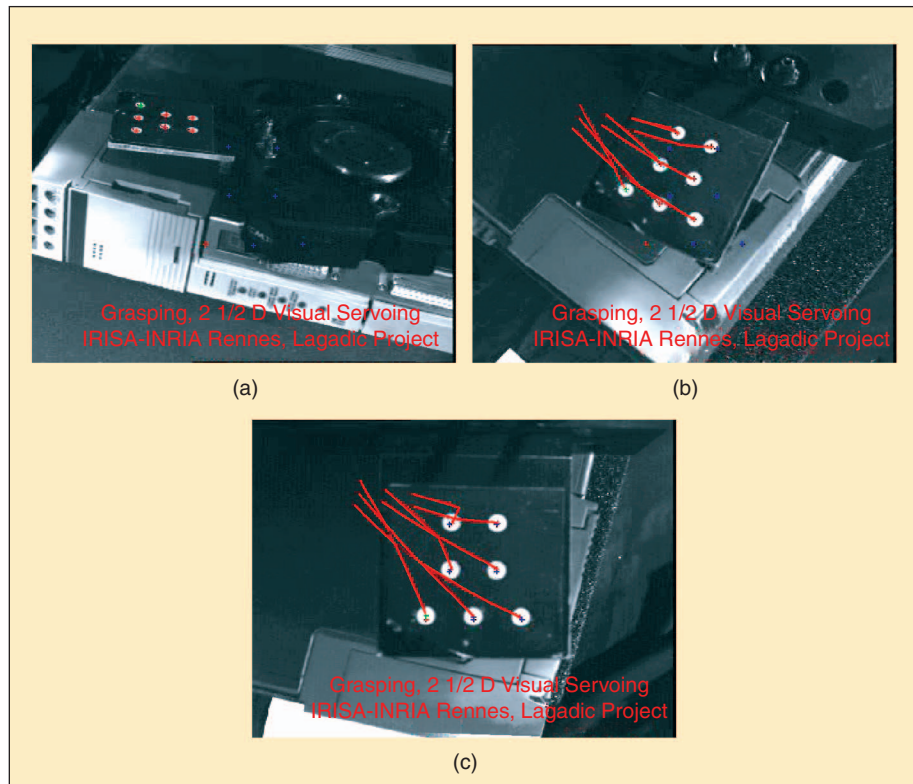 Grasping, 2 1/2 D Visual Servoing
IRISA-INRIA Rennes, Lagadic Project
(a)
Grasping, 2 1/2 D Visual Servoing
IRISA-INRIA Rennes, Lagadic Project
(b)
Grasping, 2 1/2 D Visual Servoing
IRISA-INRIA Rennes, Lagadic Project
(c)